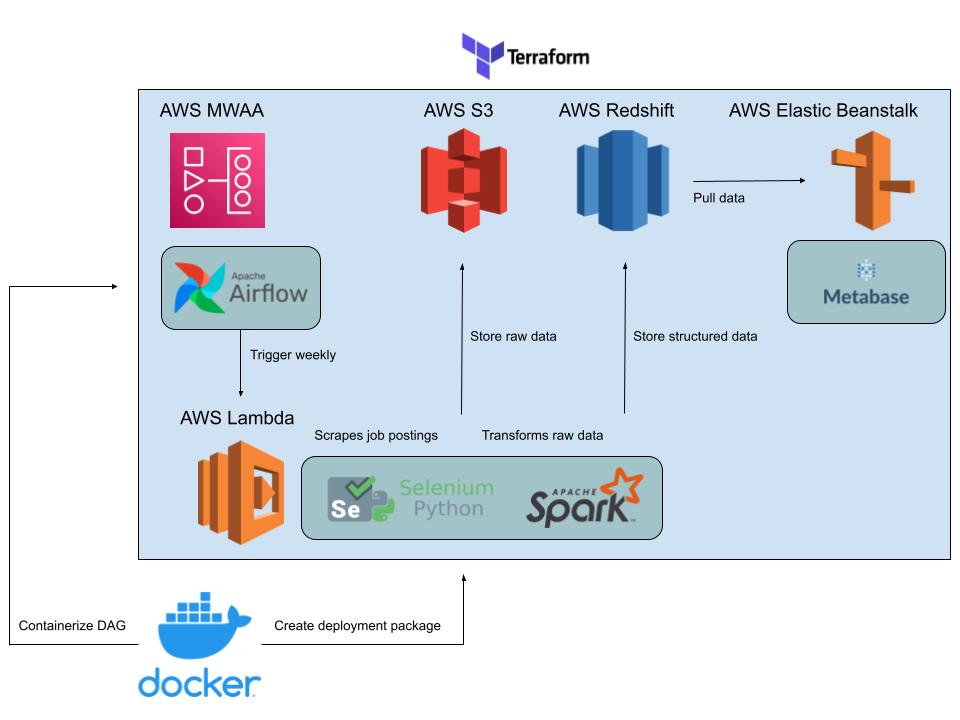 Terraform
AWS MWAA
AWS S3
AWS Redshift
AWS Elastic Beanstalk
Pull data
Apache
Airflow
Metabase
Trigger weekly
Store raw data
Store structured data
AWS Lambda
Scrapes job postings
Transforms raw data
Se
Selenium
Python
APACHE
Spark™
Containerize DAG
Create deployment package
docker